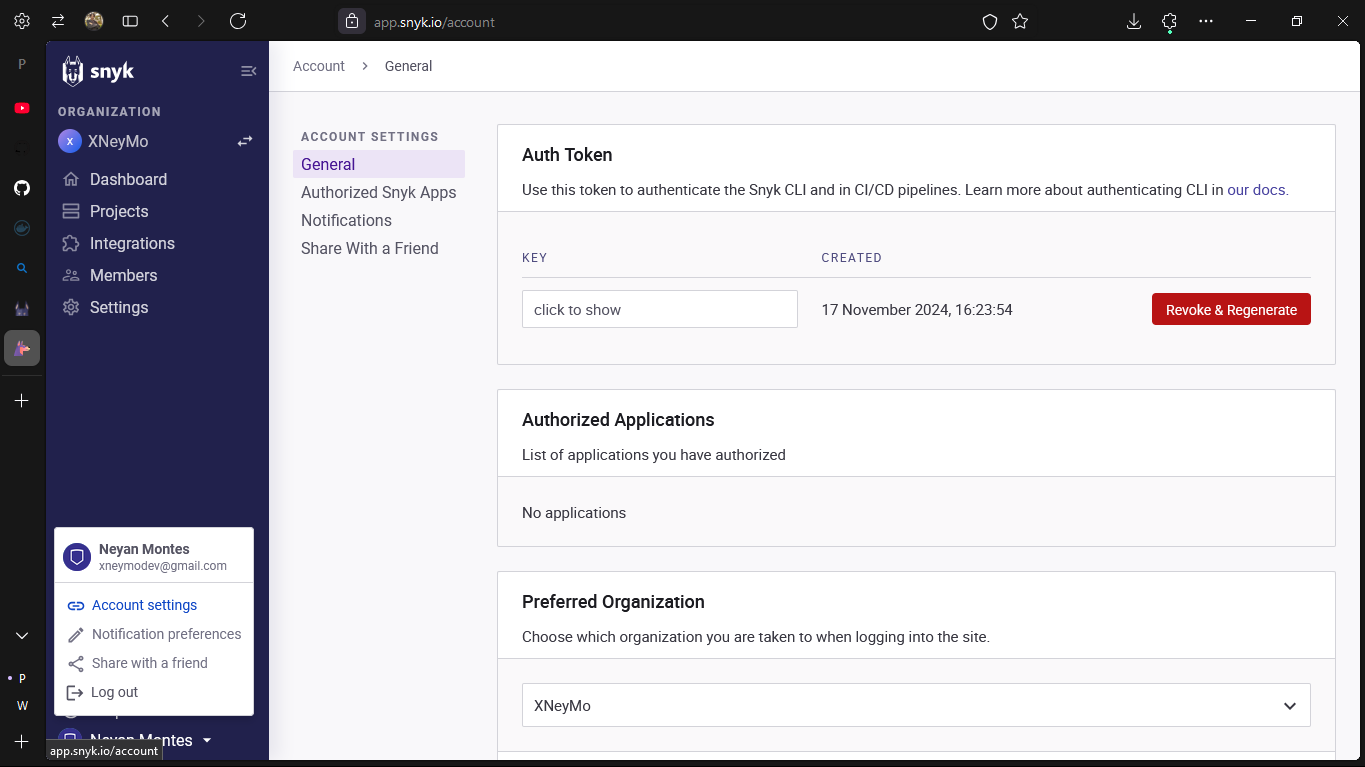 app.snyk.io/account
P
snyk
ORGANIZATION
X
XNeyMo
Dashboard
Projects
Integrations
Members
Settings
Neyan Montes
xneymodev@gmail.com
Account settings
Notification preferences
Share with a friend
Log out
Neyan Montes
app.snyk.io/account
P
W
Account
General
ACCOUNT SETTINGS
General
Authorized Snyk Apps
Notifications
Share With a Friend
Auth Token
Use this token to authenticate the Snyk CLI and in CI/CD pipelines. Learn more about authenticating CLI in our docs.
KEY
CREATED
click to show
17 November 2024, 16:23:54
Revoke & Regenerate
Authorized Applications
List of applications you have authorized
No applications
Preferred Organization
Choose which organization you are taken to when logging into the site.
XNeyMo